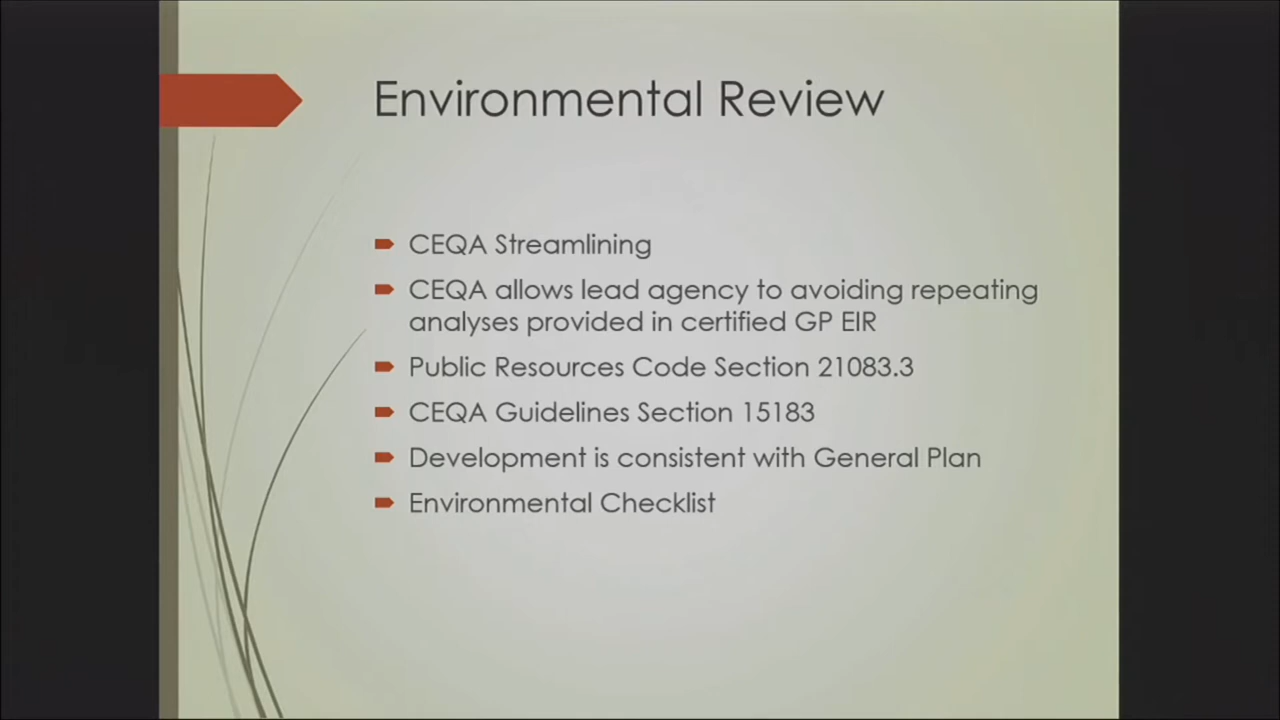 Environmental Review
CEQA Streamlining
CEQA allows lead agency to avoiding repeating
analyses provided in certified GP EIR
Public Resources Code Section 21083.3
CEQA Guidelines Section 15183
Development is consistent with General Plan
Environmental Checklist